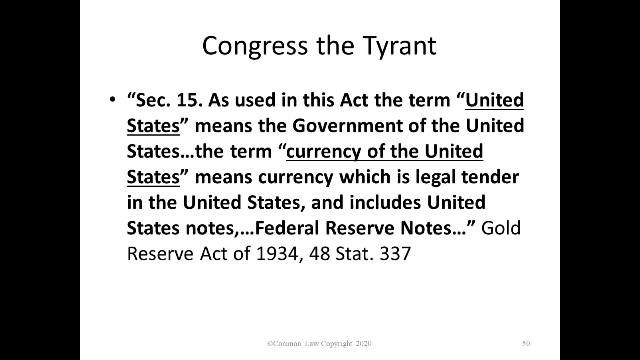 Congress the Tyrant
• “Sec. 15. As used in this Act the term “United
States” means the Government of the United
States…the term “currency of the United
States” means currency which is legal tender
in the United States, and includes United
States notes,…Federal Reserve Notes…” Gold
Reserve Act of 1934, 48 Stat. 337
©Common Law Copyright 2020
50